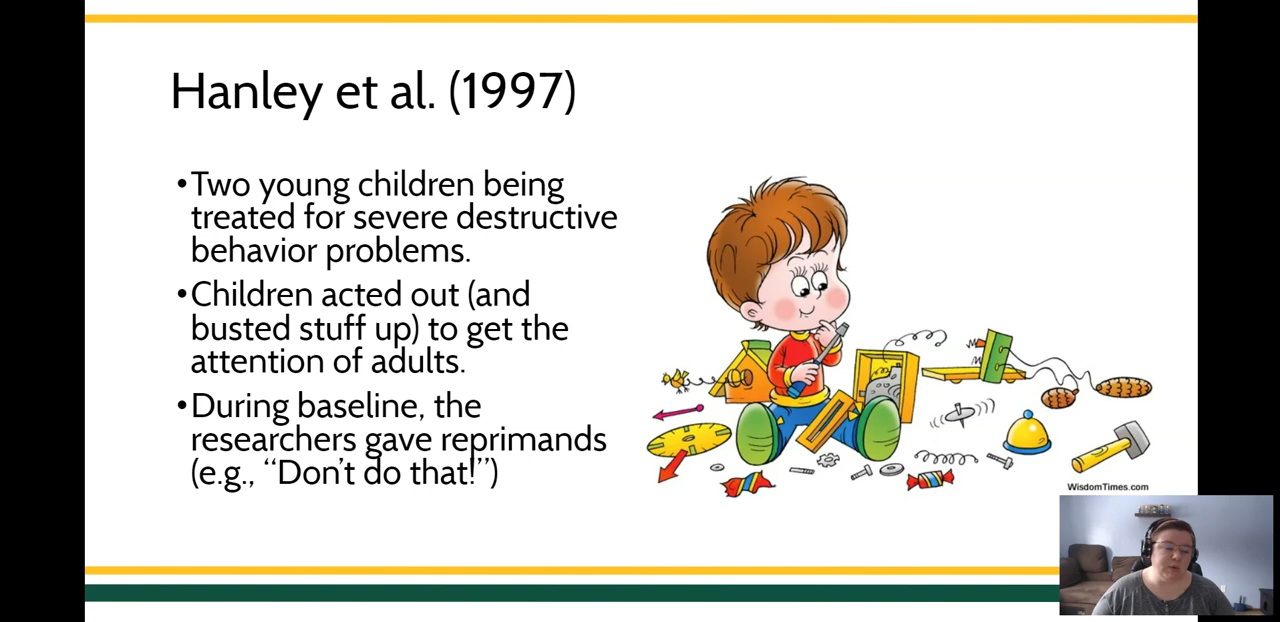 Hanley et al. (1997)
•Two young children being
treated for severe destructive
behavior problems.
•Children acted out (and
busted stuff up) to get the
attention of adults.
•During baseline, the
researchers gave reprimands
(e.g., “Don’t do that!”)
WisdomTimes.com